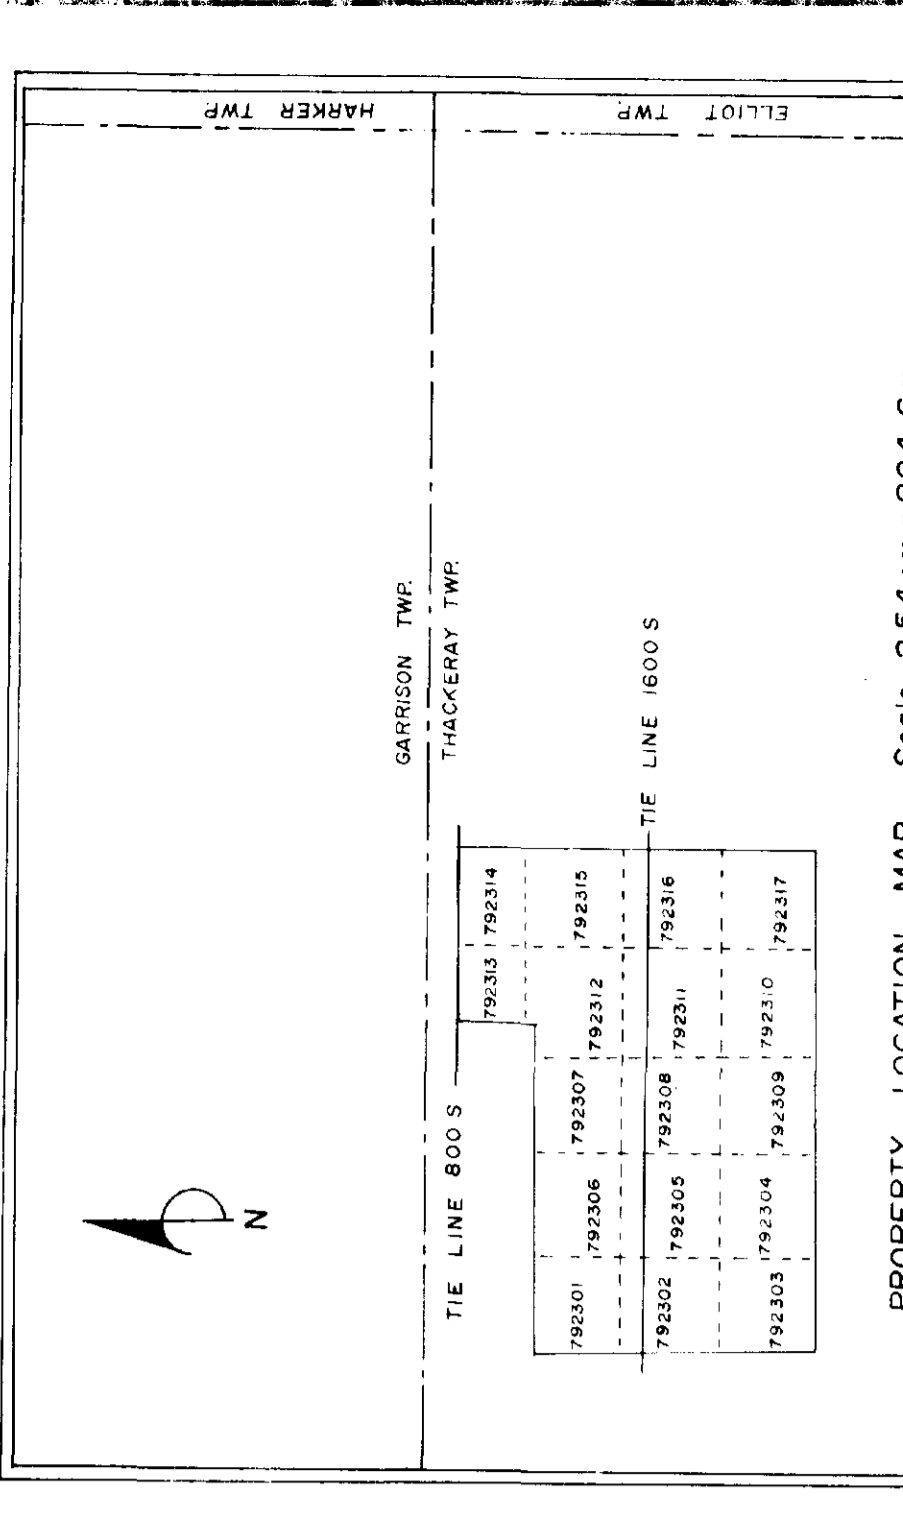 HARKER TWP.
ELLIOT TWP.
GARRISON TWP.
THACKERAY TWP.
N
TIE LINE 800 S
TIE LINE 1600 S
792313
792314
792301
792306
792307
792312
792315
792302
792305
792308
792311
792316
792303
792304
792309
792310
792317
PROPERTY LOCATION MAP